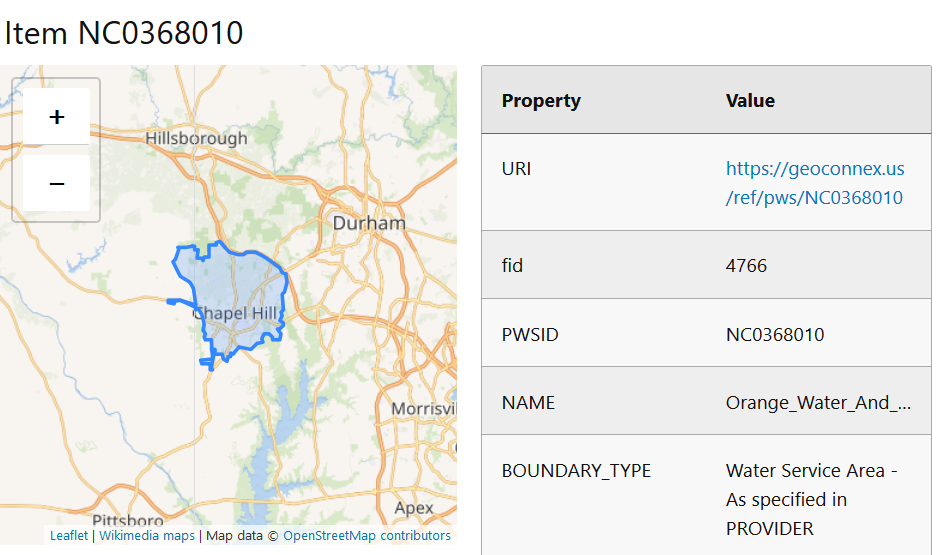 Item NC0368010
+
−
Hillsborough
Durham
Chapel Hill
Morrisvi
Apex
Pittsboro
Leaflet | Wikimedia maps | Map data © OpenStreetMap contributors
Property Value
URI https://geoconnex.us
/ref/pws/NC0368010
fid 4766
PWSID NC0368010
NAME Orange_Water_And_...
BOUNDARY_TYPE Water Service Area -
As specified in
PROVIDER